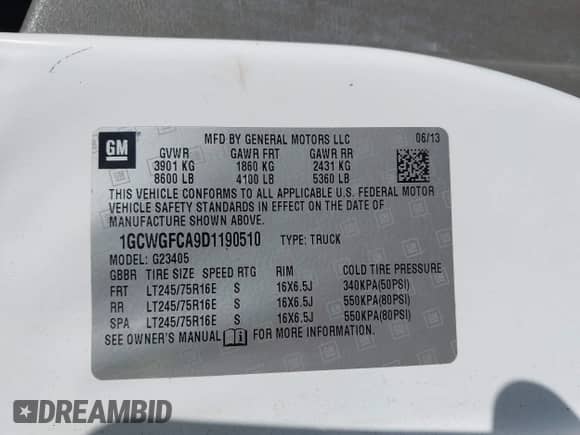 GM
MFD BY GENERAL MOTORS LLC 06/13
GVWR GAWR FRT GAWR RR
3901 KG 1860 KG 2431 KG
8600 LB 4100 LB 5360 LB
THIS VEHICLE CONFORMS TO ALL APPLICABLE U.S. FEDERAL MOTOR
VEHICLE SAFETY STANDARDS IN EFFECT ON THE DATE OF
MANUFACTURE SHOWN ABOVE.
1GCWGFCA9D1190510 TYPE: TRUCK
MODEL: G23405
GBBR TIRE SIZE SPEED RTG RIM COLD TIRE PRESSURE
FRT LT245/75R16E S 16X6.5J 340KPA(50PSI)
RR LT245/75R16E S 16X6.5J 550KPA(80PSI)
SPA LT245/75R16E S 16X6.5J 550KPA(80PSI)
SEE OWNER'S MANUAL FOR MORE INFORMATION
DREAMBID